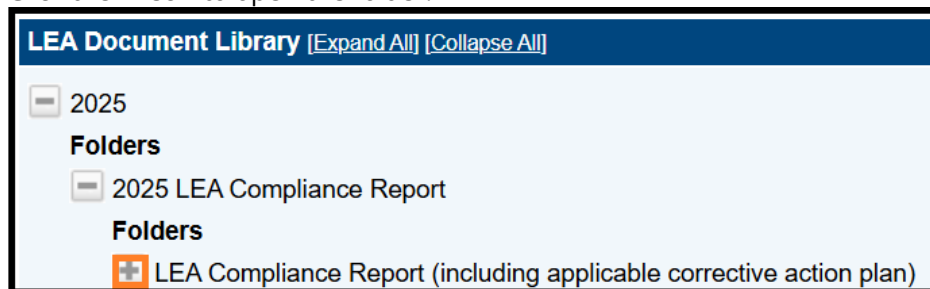 LEA Document Library [Expand All] [Collapse All]
2025
Folders
2025 LEA Compliance Report
Folders
LEA Compliance Report (including applicable corrective action plan)